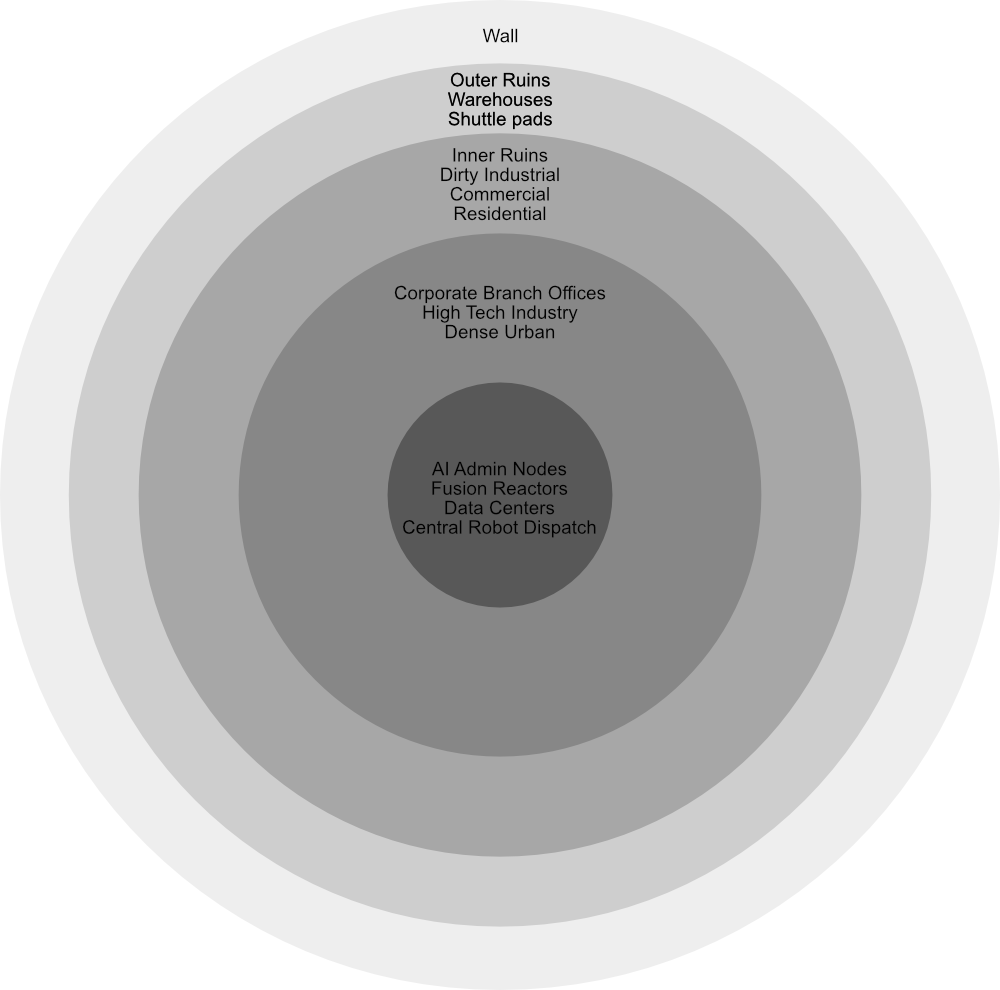 Wall
Outer Ruins
Warehouses
Shuttle pads
Inner Ruins
Dirty Industrial
Commercial
Residential
Corporate Branch Offices
High Tech Industry
Dense Urban
AI Admin Nodes
Fusion Reactors
Data Centers
Central Robot Dispatch